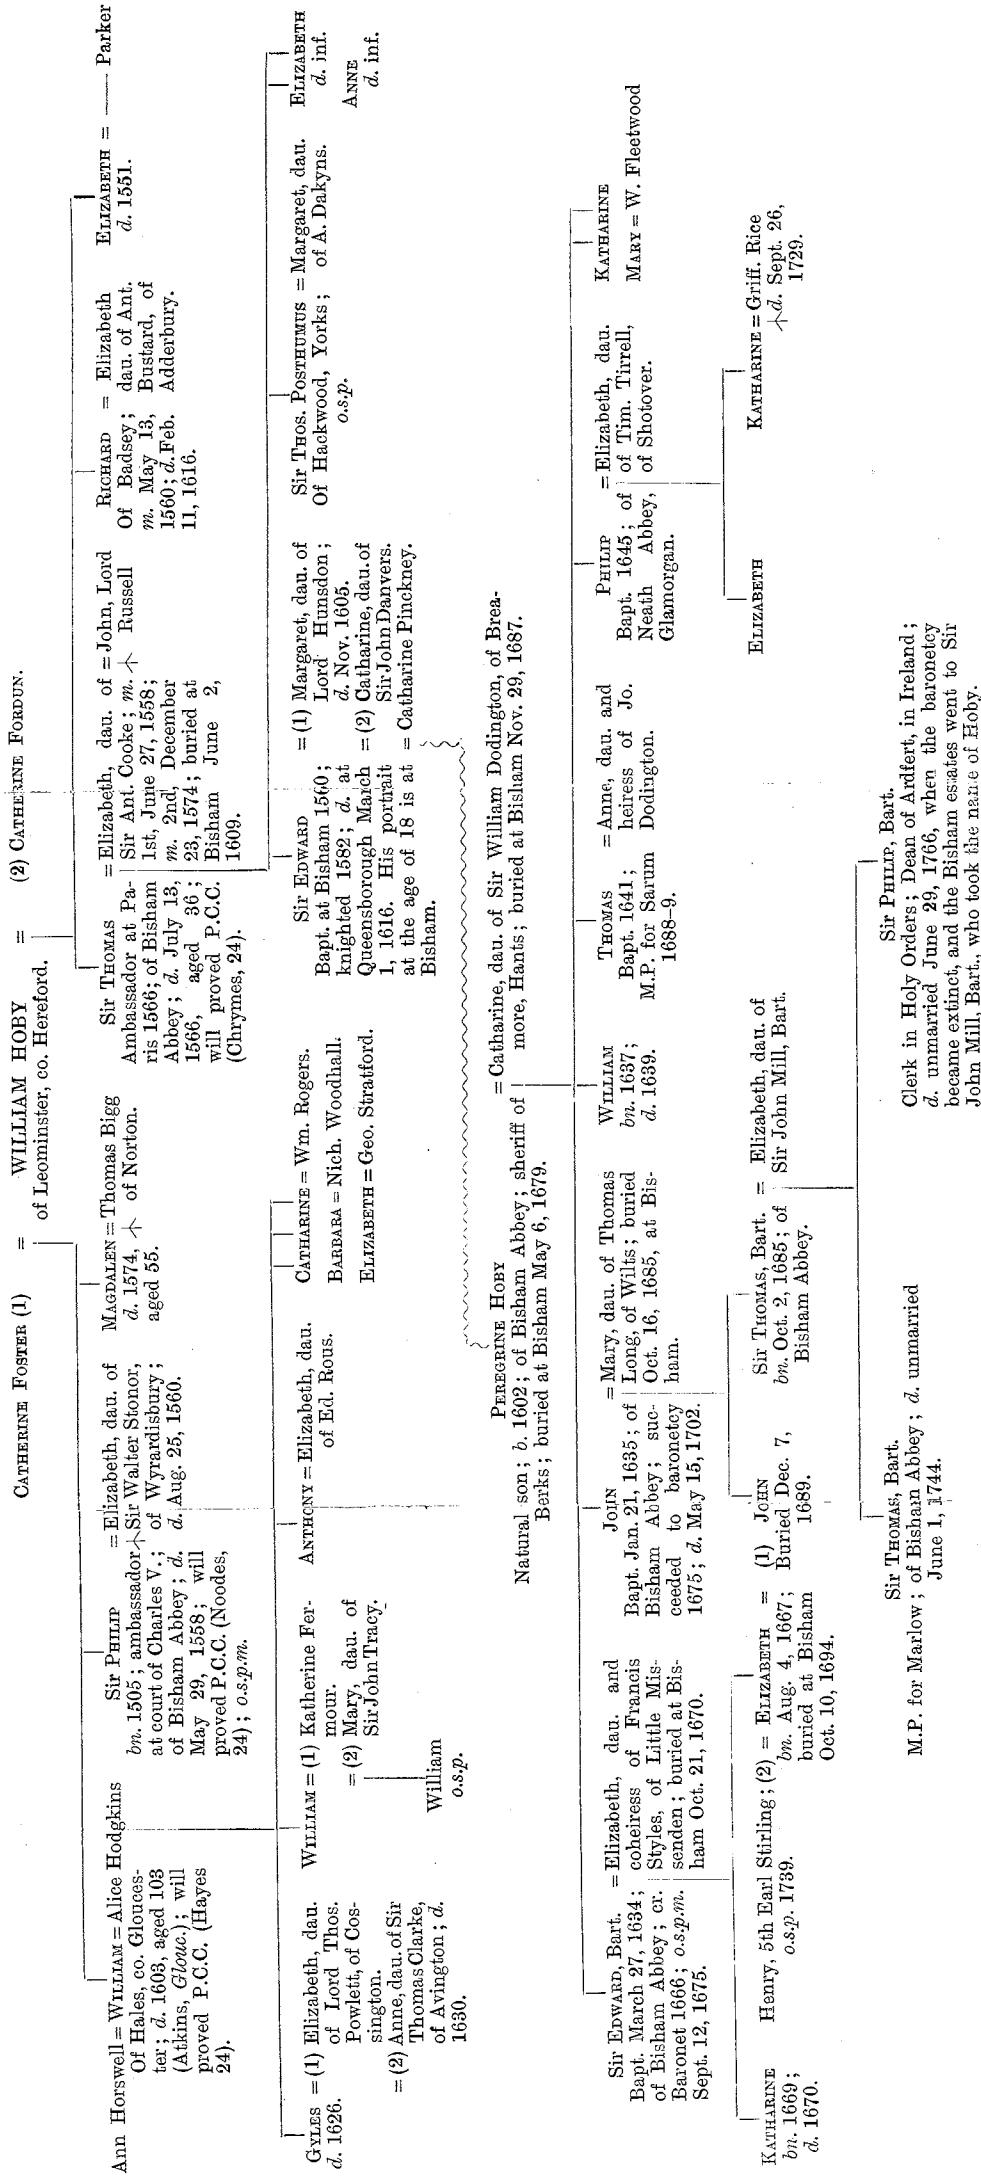 CATHERINE FOSTER (1) = WILLIAM HOBY = (2) CATHERINE FORDUN.
of Leominster, co. Hereford.
Ann Horswell = WILLIAM = Alice Hodgkins
Of Hales, co. Glouces-
ter; d. 1603, aged 103
(Atkins, Glouc.); will
proved P.C.C. (Hayes
24).
Sir PHILIP
bn. 1505; ambassador
at court of Charles V.;
of Bisham Abbey; d.
May 29, 1558; will
proved P.C.C. (Noodes,
24); o.s.p.m.
= Elizabeth, dau. of
Sir Walter Stonor,
of Wyrardisbury;
d. Aug. 25, 1560.
MAGDALEN = Thomas Bigg
d. 1574, of Norton.
aged 55.
Sir THOMAS
Ambassador at Pa-
ris 1566; of Bisham
Abbey; d. July 13,
1566, aged 36;
will proved P.C.C.
(Chrymes, 24).
= Elizabeth, dau. of = John, Lord
Sir Ant. Cooke; m. Russell
1st, June 27, 1558;
m. 2nd, December
23, 1574; buried at
Bisham June 2,
1609.
RICHARD = Elizabeth
Of Badsey; dau. of Ant.
m. May 13, Bustard, of
1560; d. Feb. Adderbury.
11, 1616.
ELIZABETH = —— Parker
d. 1551.
GYLES = (1) Elizabeth, dau.
d. 1626. of Lord Thos.
Powlett, of Cos-
sington.
= (2) Anne, dau. of Sir
Thomas Clarke,
of Avington; d.
1630.
WILLIAM = (1) Katherine Fer-
mour.
= (2) Mary, dau. of
Sir John Tracy.
William
o.s.p.
ANTHONY = Elizabeth, dau.
of Ed. Rous.
CATHARINE = Wm. Rogers.
BARBARA = Nich. Woodhall.
ELIZABETH = Geo. Stratford.
Sir EDWARD
Bapt. at Bisham 1560;
knighted 1582; d. at
Queensborough March
1, 1616. His portrait
at the age of 18 is at
Bisham.
= (1) Margaret, dau. of
Lord Hunsdon;
d. Nov. 1605.
= (2) Catharine, dau. of
Sir John Danvers.
= Catharine Pinckney.
Sir THOS. POSTHUMUS = Margaret, dau.
Of Hackwood, Yorks; of A. Dakyns.
o.s.p.
ELIZABETH
d. inf.
ANNE
d. inf.
PEREGRINE HOBY
Natural son; b. 1602; of Bisham Abbey; sheriff of
Berks; buried at Bisham May 6, 1679.
= Catharine, dau. of Sir William Dodington, of Brea-
more, Hants; buried at Bisham Nov. 29, 1687.
Sir EDWARD, Bart.
Bapt. March 27, 1634;
of Bisham Abbey; cr.
Baronet 1666; o.s.p.m.
Sept. 12, 1675.
= Elizabeth, dau. and
coheiress of Francis
Styles, of Little Mis-
senden; buried at Bis-
ham Oct. 21, 1670.
JOHN
Bapt. Jan. 21, 1635; of
Bisham Abbey; suc-
ceeded to baronetcy
1675; d. May 15, 1702.
= Mary, dau. of Thomas
Long, of Wilts; buried
Oct. 16, 1685, at Bis-
ham.
WILLIAM
bn. 1637;
d. 1639.
THOMAS
Bapt. 1641;
M.P. for Sarum
1688-9.
= Anne, dau. and
heiress of Jo.
Dodington.
PHILIP
Bapt. 1645; of
Neath Abbey,
Glamorgan.
= Elizabeth, dau.
of Tim. Tirrell,
of Shotover.
KATHARINE
MARY = W. Fleetwood
KATHARINE
bn. 1669;
d. 1670.
Henry, 5th Earl Stirling; (2) = ELIZABETH = (1) JOHN
o.s.p. 1739.
bn. Aug. 4, 1667;
buried at Bisham
Oct. 10, 1694.
Buried Dec. 7,
1689.
Sir THOMAS, Bart. = Elizabeth, dau. of
bn. Oct. 2, 1685; of Sir John Mill, Bart.
Bisham Abbey.
ELIZABETH
KATHARINE = Griff. Rice
d. Sept. 26,
1729.
Sir THOMAS, Bart.
M.P. for Marlow; of Bisham Abbey; d. unmarried
June 1, 1744.
Sir PHILIP, Bart.
Clerk in Holy Orders; Dean of Ardfert, in Ireland;
d. unmarried June 29, 1766, when the baronetcy
became extinct, and the Bisham estates went to Sir
John Mill, Bart., who took the name of Hoby.